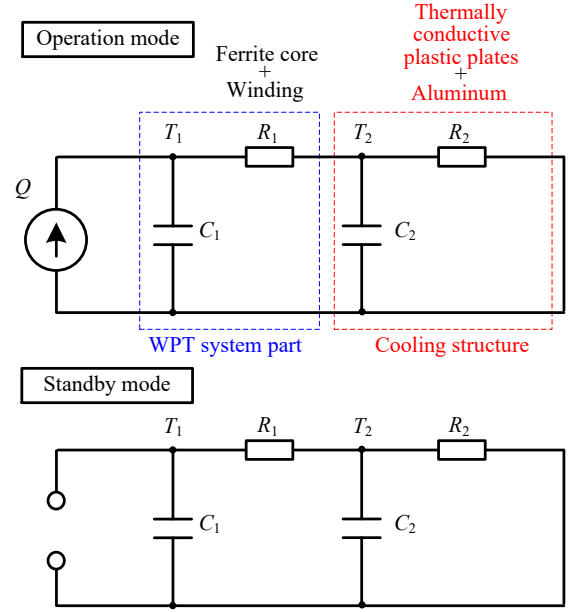 Operation mode
Ferrite core
+
Winding
Thermally
conductive
plastic plates
+
Aluminum
T1
R1
T2
R2
Q
C1
C2
WPT system part
Cooling structure
Standby mode
T1
R1
T2
R2
C1
C2